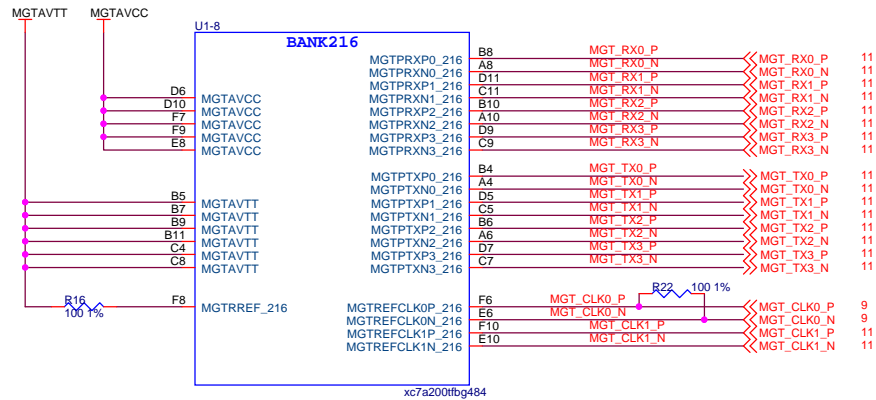 MGTAVTT MGTAVCC
U1-8
BANK216
B8 MGTPRXP0_216 MGT_RX0_P MGT_RX0_P 11
A8 MGTPRXN0_216 MGT_RX0_N MGT_RX0_N 11
D11 MGTPRXP1_216 MGT_RX1_P MGT_RX1_P 11
C11 MGTPRXN1_216 MGT_RX1_N MGT_RX1_N 11
B10 MGTPRXP2_216 MGT_RX2_P MGT_RX2_P 11
A10 MGTPRXN2_216 MGT_RX2_N MGT_RX2_N 11
D9 MGTPRXP3_216 MGT_RX3_P MGT_RX3_P 11
C9 MGTPRXN3_216 MGT_RX3_N MGT_RX3_N 11
D6 MGTAVCC
D10 MGTAVCC
F7 MGTAVCC
F9 MGTAVCC
E8 MGTAVCC
B4 MGTPTXP0_216 MGT_TX0_P MGT_TX0_P 11
A4 MGTPTXN0_216 MGT_TX0_N MGT_TX0_N 11
D5 MGTPTXP1_216 MGT_TX1_P MGT_TX1_P 11
C5 MGTPTXN1_216 MGT_TX1_N MGT_TX1_N 11
B6 MGTPTXP2_216 MGT_TX2_P MGT_TX2_P 11
A6 MGTPTXN2_216 MGT_TX2_N MGT_TX2_N 11
D7 MGTPTXP3_216 MGT_TX3_P MGT_TX3_P 11
C7 MGTPTXN3_216 MGT_TX3_N MGT_TX3_N 11
B5 MGTAVTT
B7 MGTAVTT
B9 MGTAVTT
B11 MGTAVTT
C4 MGTAVTT
C8 MGTAVTT
R16 100 1% F8 MGTRREF_216
R22 100 1%
F6 MGTREFCLK0P_216 MGT_CLK0_P MGT_CLK0_P 9
E6 MGTREFCLK0N_216 MGT_CLK0_N MGT_CLK0_N 9
F10 MGTREFCLK1P_216 MGT_CLK1_P MGT_CLK1_P 11
E10 MGTREFCLK1N_216 MGT_CLK1_N MGT_CLK1_N 11
xc7a200tfbg484